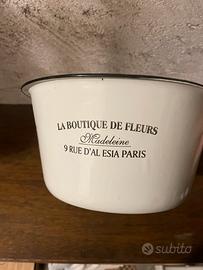 LA BOUTIQUE DE FLEURS
Madeleine
9 RUE D'AL ESIA PARIS
subito